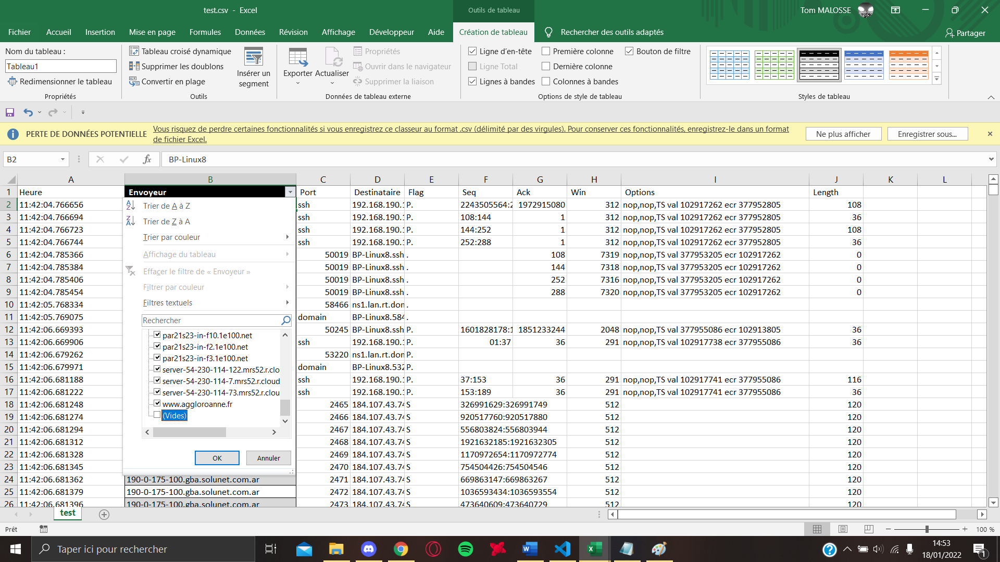 test.csv - Excel
Outils de tableau
Tom MALOSSE
Fichier Accueil Insertion Mise en page Formules Données Révision Affichage Développeur Aide Création de tableau Rechercher des outils adaptés Partager
Nom du tableau :
Tableau1
Redimensionner le tableau
Propriétés
Tableau croisé dynamique
Supprimer les doublons
Convertir en plage
Insérer un segment
Outils
Exporter
Actualiser
Propriétés
Ouvrir dans le navigateur
Supprimer la liaison
Données de tableau externe
Ligne d'en-tête
Ligne Total
Lignes à bandes
Première colonne
Dernière colonne
Colonnes à bandes
Bouton de filtre
Options de style de tableau
Styles de tableau
PERTE DE DONNÉES POTENTIELLE
Vous risquez de perdre certaines fonctionnalités si vous enregistrez ce classeur au format .csv (délimité par des virgules). Pour conserver ces fonctionnalités, enregistrez-le dans un format
de fichier Excel.
Ne plus afficher
Enregistrer sous...
B2
fx
BP-Linux8
A B C D E F G H I J K L
1 Heure Envoyeur Port Destinataire Flag Seq Ack Win Options Length
2 11:42:04.766656 ssh 192.168.190.1 P. 2243505564:2 1972915080 312 nop,nop,TS val 102917262 ecr 377952805 108
3 11:42:04.766694 ssh 192.168.190.1 P. 108:144 1 312 nop,nop,TS val 102917262 ecr 377952805 36
4 11:42:04.766723 ssh 192.168.190.1 P. 144:252 1 312 nop,nop,TS val 102917262 ecr 377952805 108
5 11:42:04.766744 ssh 192.168.190.1 P. 252:288 1 312 nop,nop,TS val 102917262 ecr 377952805 36
6 11:42:04.785366 50019 BP-Linux8.ssh . 108 7319 nop,nop,TS val 377953205 ecr 102917262 0
7 11:42:04.785384 50019 BP-Linux8.ssh . 144 7318 nop,nop,TS val 377953205 ecr 102917262 0
8 11:42:04.785406 50019 BP-Linux8.ssh . 252 7316 nop,nop,TS val 377953205 ecr 102917262 0
9 11:42:04.785454 50019 BP-Linux8.ssh . 288 7320 nop,nop,TS val 377953205 ecr 102917262 0
10 11:42:05.768334 58466 ns1.lan.rt.don .
11 11:42:05.769075 domain BP-Linux8.584 .
12 11:42:06.669393 50245 BP-Linux8.ssh P. 1601828178:1 1851233244 2048 nop,nop,TS val 377955086 ecr 102913805 36
13 11:42:06.669906 ssh 192.168.190.1 P. 01:37 36 291 nop,nop,TS val 102917738 ecr 377955086 36
14 11:42:06.679262 53220 ns1.lan.rt.don P.
15 11:42:06.679971 domain BP-Linux8.532 P.
16 11:42:06.681188 ssh 192.168.190.1 P. 37:153 36 291 nop,nop,TS val 102917741 ecr 377955086 116
17 11:42:06.681222 ssh 192.168.190.1 P. 153:189 36 291 nop,nop,TS val 102917741 ecr 377955086 36
18 11:42:06.681248 2465 184.107.43.74 S 326991629:326991749 512 120
19 11:42:06.681274 2466 184.107.43.74 S 920517760:920517880 512 120
20 11:42:06.681294 2467 184.107.43.74 S 556803824:556803944 512 120
21 11:42:06.681312 2468 184.107.43.74 S 1921632185:1921632305 512 120
22 11:42:06.681328 2469 184.107.43.74 S 1170972654:1170972774 512 120
23 11:42:06.681345 2470 184.107.43.74 S 754504426:754504546 512 120
24 11:42:06.681362 190-0-175-100.gba.solunet.com.ar 2471 184.107.43.74 S 669863147:669863267 512 120
25 11:42:06.681379 190-0-175-100.gba.solunet.com.ar 2472 184.107.43.74 S 1036593434:1036593554 512 120
26 11:42:06.681396 190-0-175-100.gba.solunet.com.ar 2473 184.107.43.74 S 473640609:473640729 512 120
Trier de A à Z
Trier de Z à A
Trier par couleur
Affichage du tableau
Effacer le filtre de « Envoyeur »
Filtrer par couleur
Filtres textuels
Rechercher
par21s23-in-f10.1e100.net
par21s23-in-f2.1e100.net
par21s23-in-f3.1e100.net
server-54-230-114-122.mrs52.r.clo
server-54-230-114-7.mrs52.r.cloud
server-54-230-114-73.mrs52.r.clou
www.aggloroanne.fr
(Vides)
OK Annuler
test
Prêt
100 %
Taper ici pour rechercher
14:53
18/01/2022
1